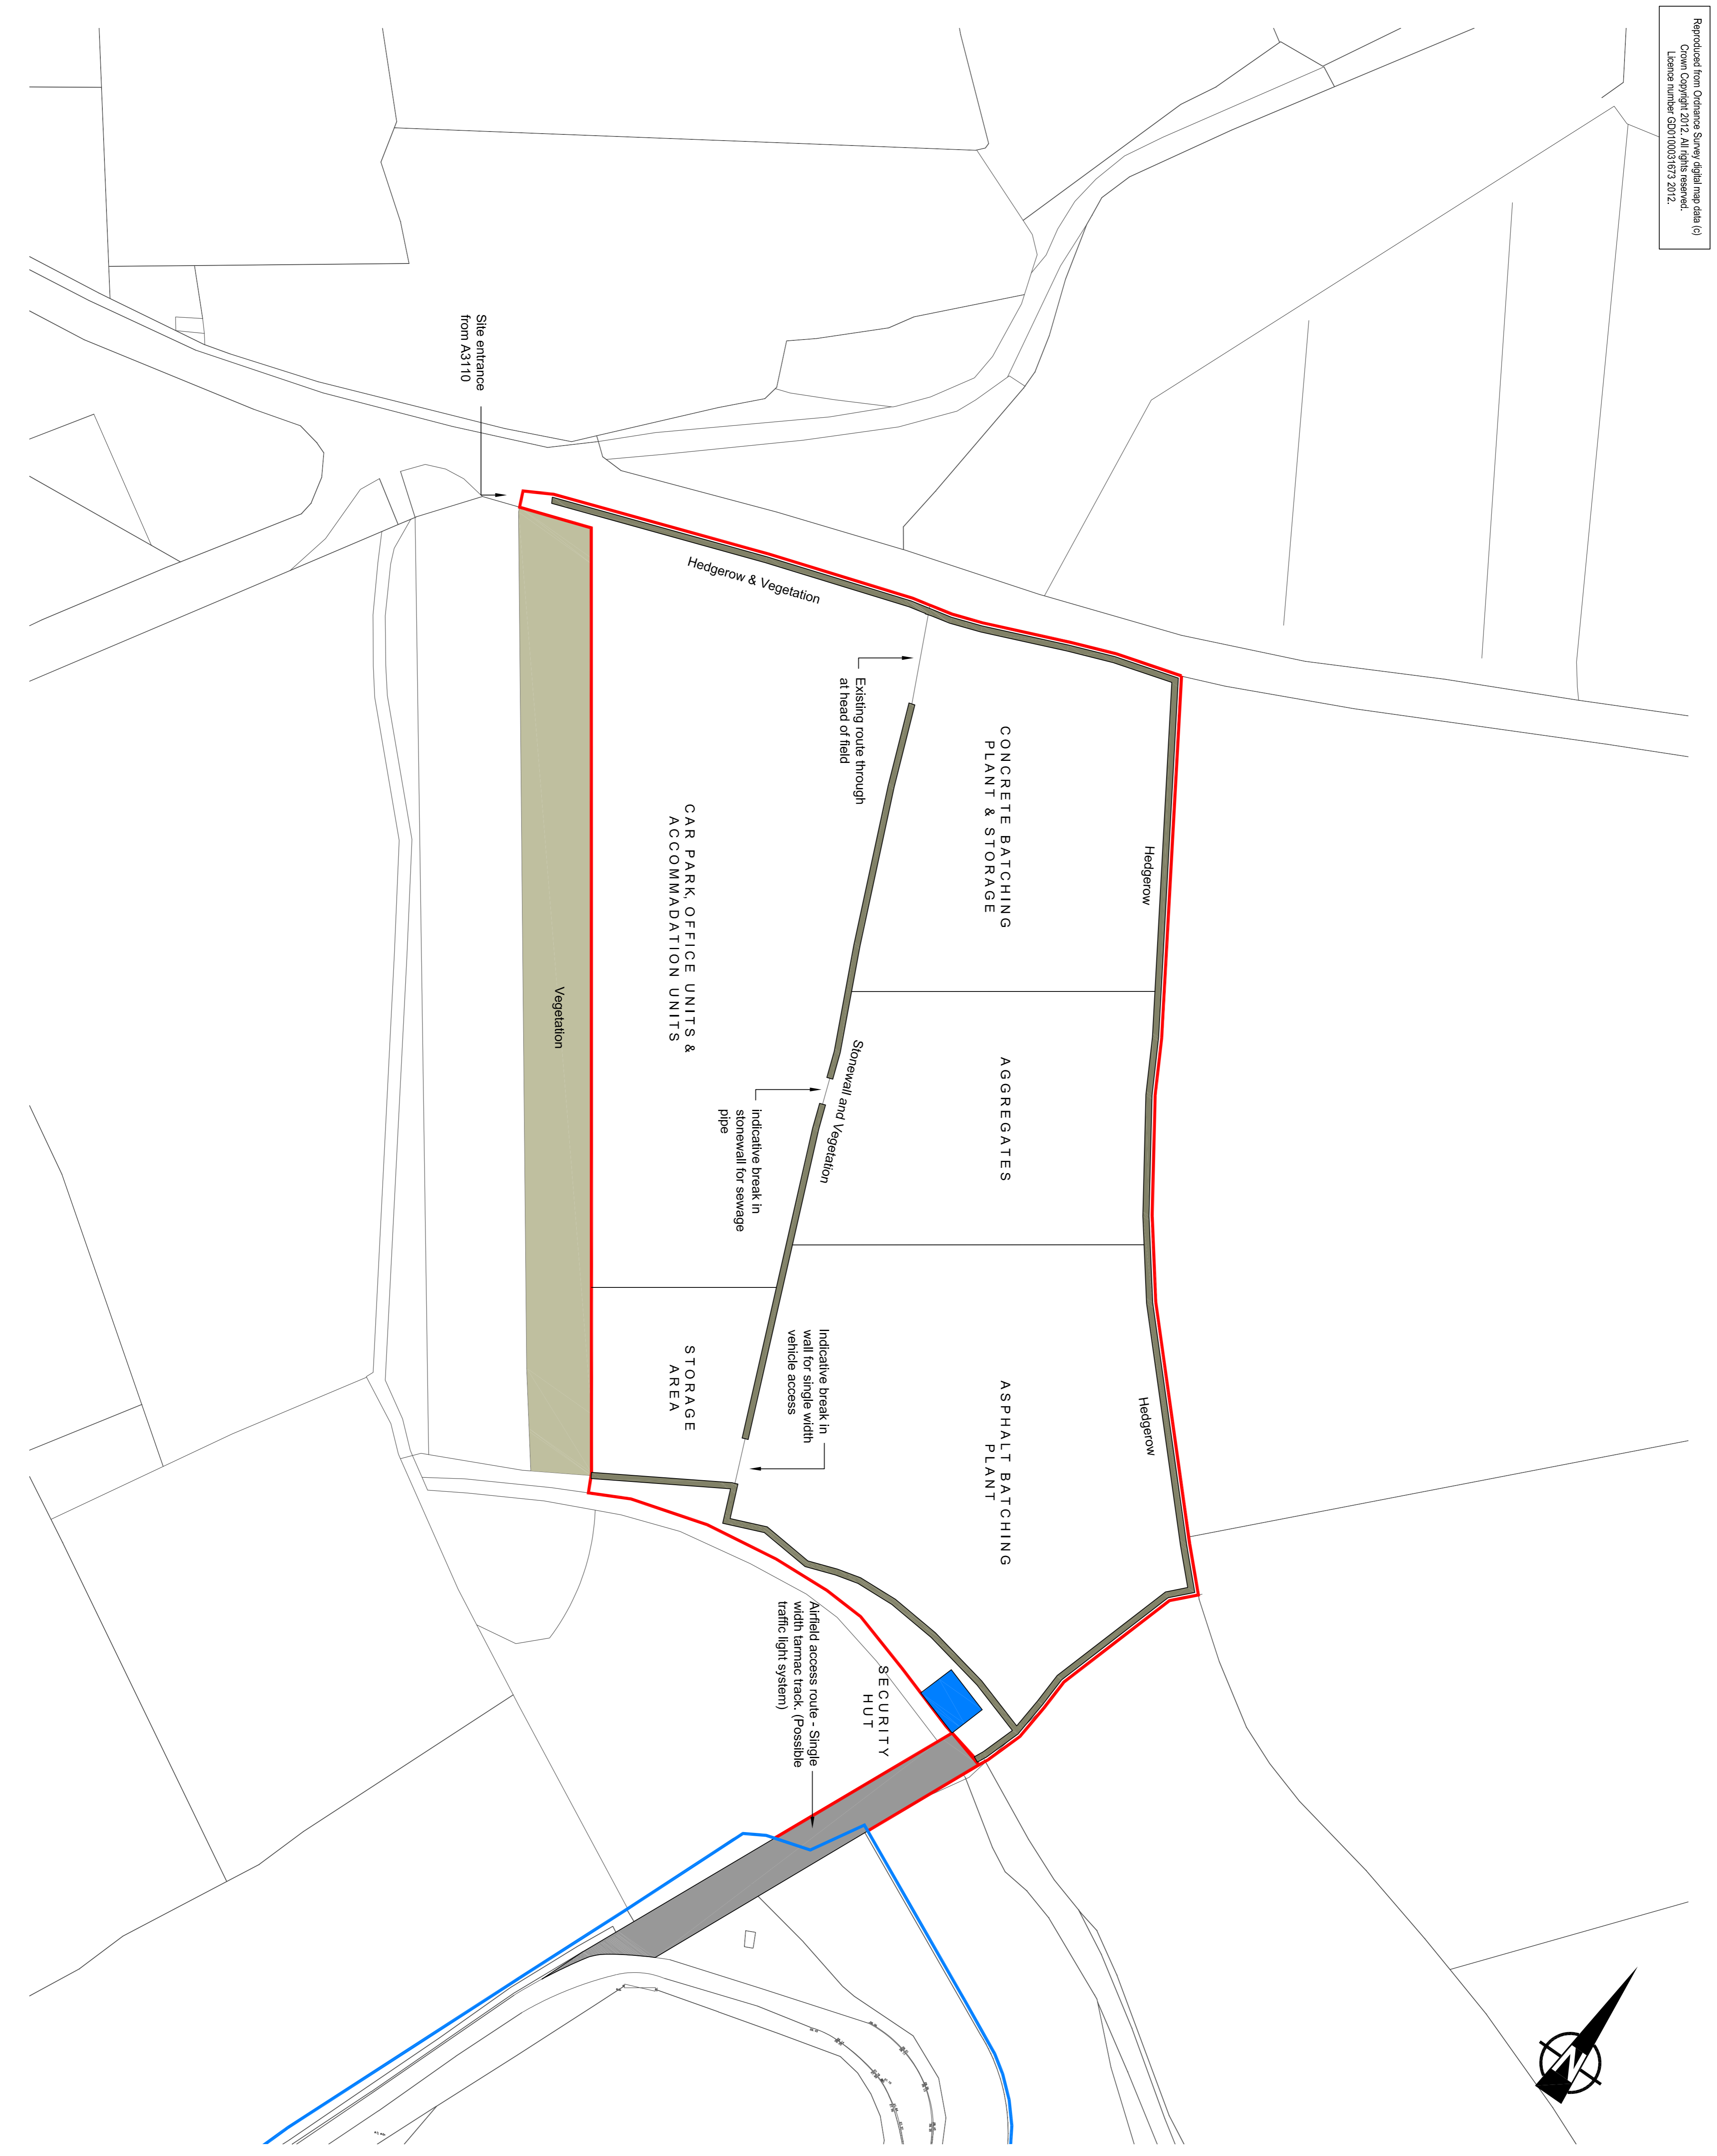 Reproduced from Ordnance Survey digital map data (c)
Crown Copyright 2012. All rights reserved.
Licence number GD0100031673 2012.
Site entrance
from A3110
Hedgerow & Vegetation
Existing route through
at head of field
CONCRETE BATCHING
PLANT & STORAGE
Hedgerow
CAR PARK, OFFICE UNITS &
ACCOMMADATION UNITS
Vegetation
Stonewall and Vegetation
AGGREGATES
indicative break in
stonewall for sewage
pipe
Indicative break in
wall for single width
vehicle access
STORAGE
AREA
ASPHALT BATCHING
PLANT
Hedgerow
SECURITY
HUT
Airfield access route - Single
width tarmac track. (Possible
traffic light system)
N